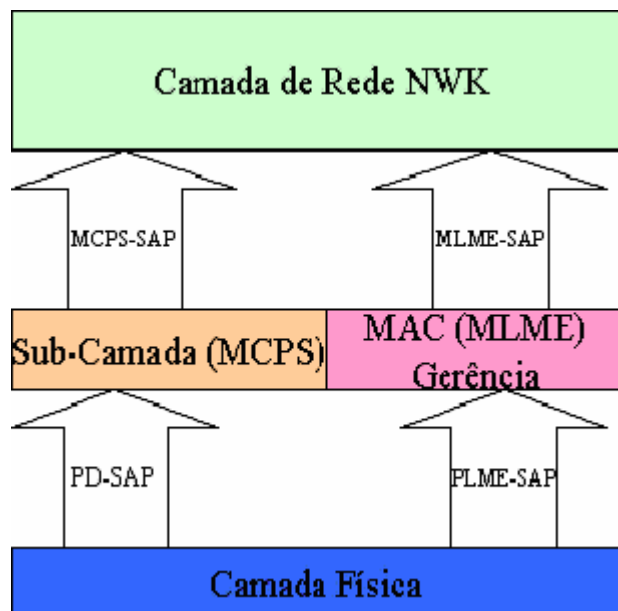 Camada de Rede NWK
MCPS-SAP
MLME-SAP
Sub-Camada (MCPS)
MAC (MLME)
Gerência
PD-SAP
PLME-SAP
Camada Física